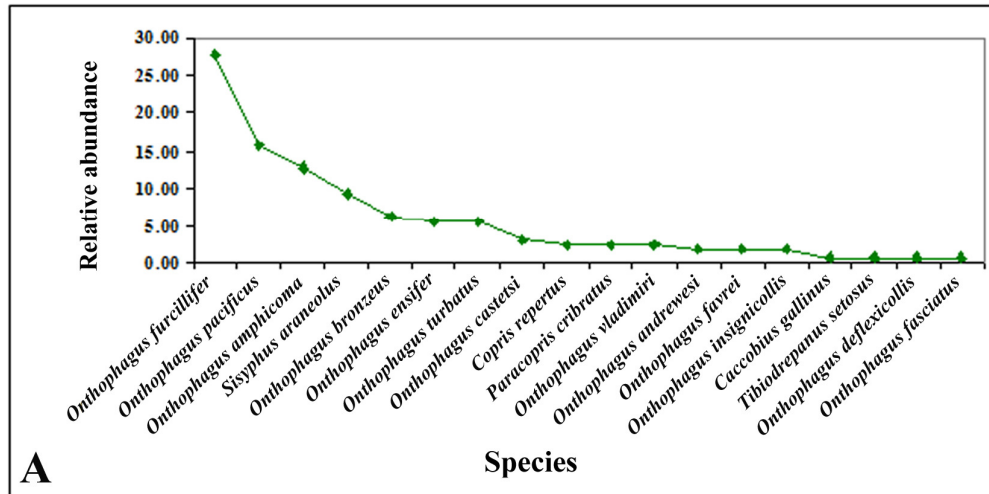 30.00
25.00
20.00
15.00
10.00
5.00
0.00
Relative abundance
Onthophagus furcillifer
Onthophagus pacificus
Onthophagus amphicoma
Sisyphus araneolus
Onthophagus bronzeus
Onthophagus ensifer
Onthophagus turbatus
Onthophagus castetsi
Copris repertus
Paracopris cribratus
Onthophagus vladimiri
Onthophagus andrewesi
Onthophagus favrei
Onthophagus insignicollis
Caccobius gallinus
Tibiodrepanus setosus
Onthophagus deflexicollis
Onthophagus fasciatus
A
Species